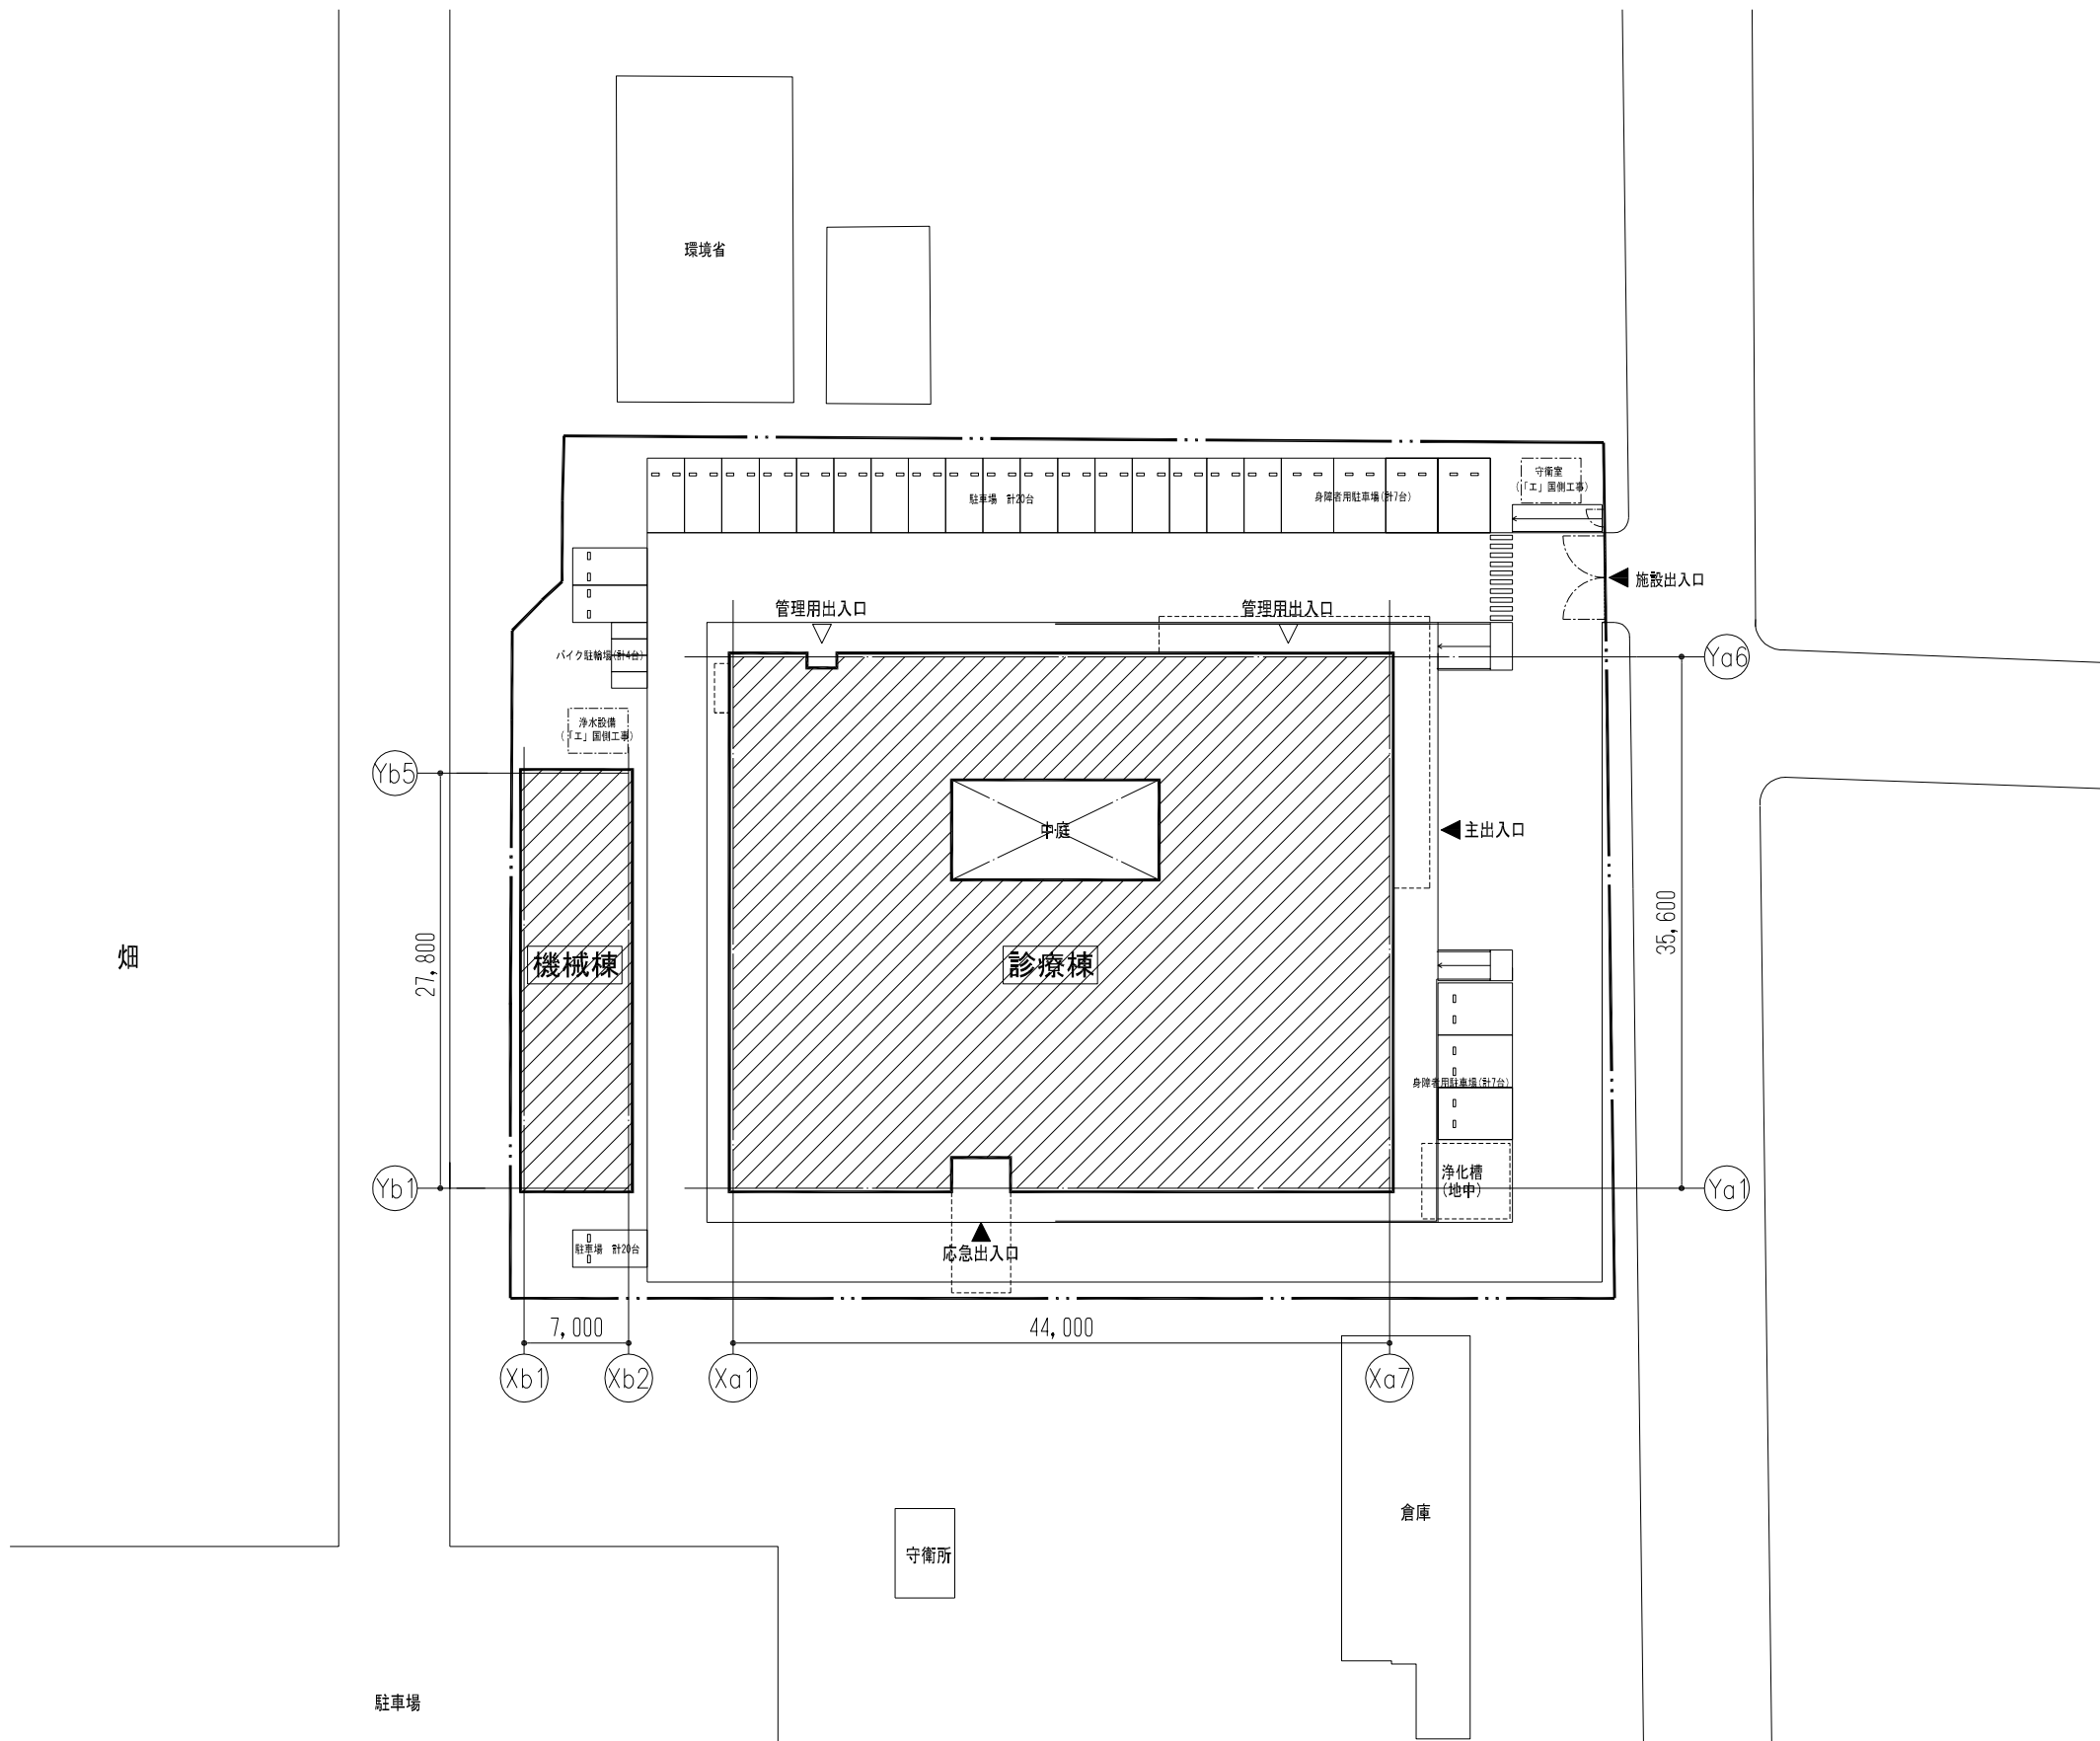 環境省
守衛室
(「エ」国側工事)
駐車場　計20台
身障者用駐車場(計7台)
施設出入口
管理用出入口
管理用出入口
バイク駐輪場(計4台)
Ya6
浄水設備
(「エ」国側工事)
Yb5
中庭
主出入口
35,600
27,800
畑
機械棟
診療棟
身障者用駐車場(計7台)
浄化槽
(地中)
Yb1
Ya1
駐車場　計20台
応急出入口
7,000
44,000
Xb1
Xb2
Xa1
Xa7
倉庫
守衛所
駐車場